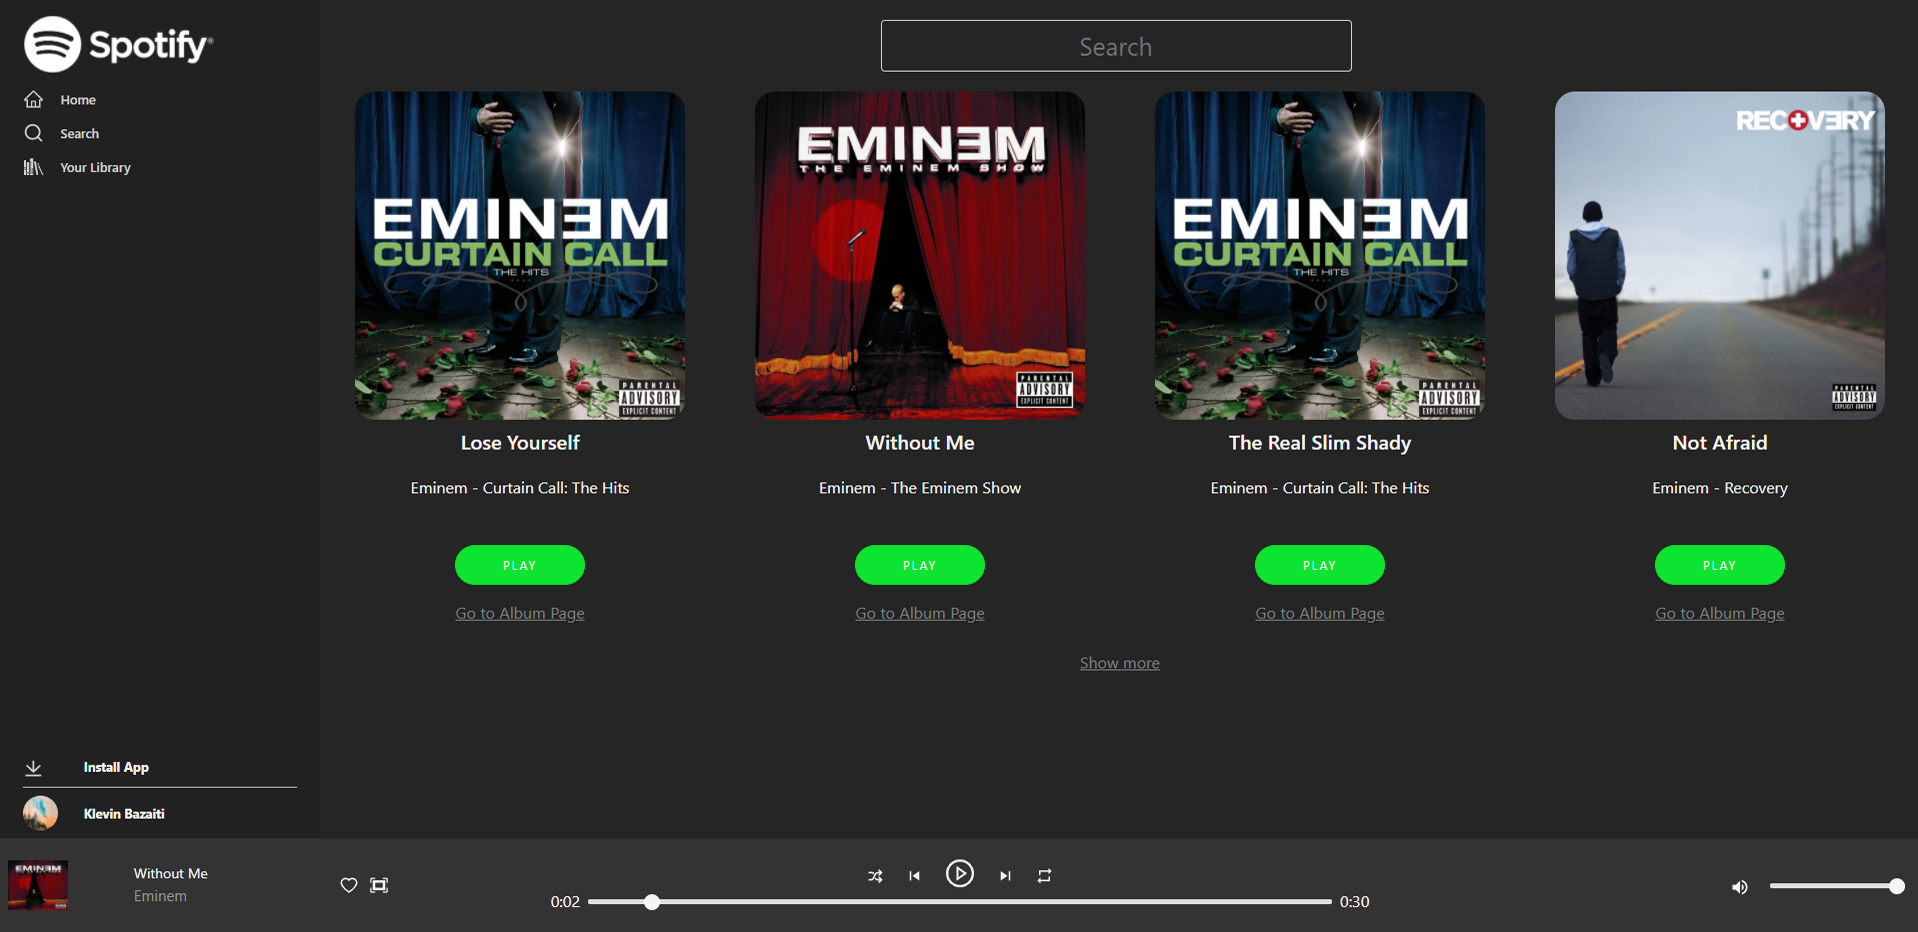 Spotify®
Home
Search
Your Library
Install App
Klevin Bazaiti
Search
EMINEM
CURTAIN CALL
THE HITS
PARENTAL
ADVISORY
EXPLICIT CONTENT
Lose Yourself
Eminem - Curtain Call: The Hits
PLAY
Go to Album Page
EMINEM
THE EMINEM SHOW
PARENTAL
ADVISORY
EXPLICIT CONTENT
Without Me
Eminem - The Eminem Show
PLAY
Go to Album Page
EMINEM
CURTAIN CALL
THE HITS
PARENTAL
ADVISORY
EXPLICIT CONTENT
The Real Slim Shady
Eminem - Curtain Call: The Hits
PLAY
Go to Album Page
RECOVERY
PARENTAL
ADVISORY
EXPLICIT CONTENT
Not Afraid
Eminem - Recovery
PLAY
Go to Album Page
Show more
EMINEM
Without Me
Eminem
0:02
0:30